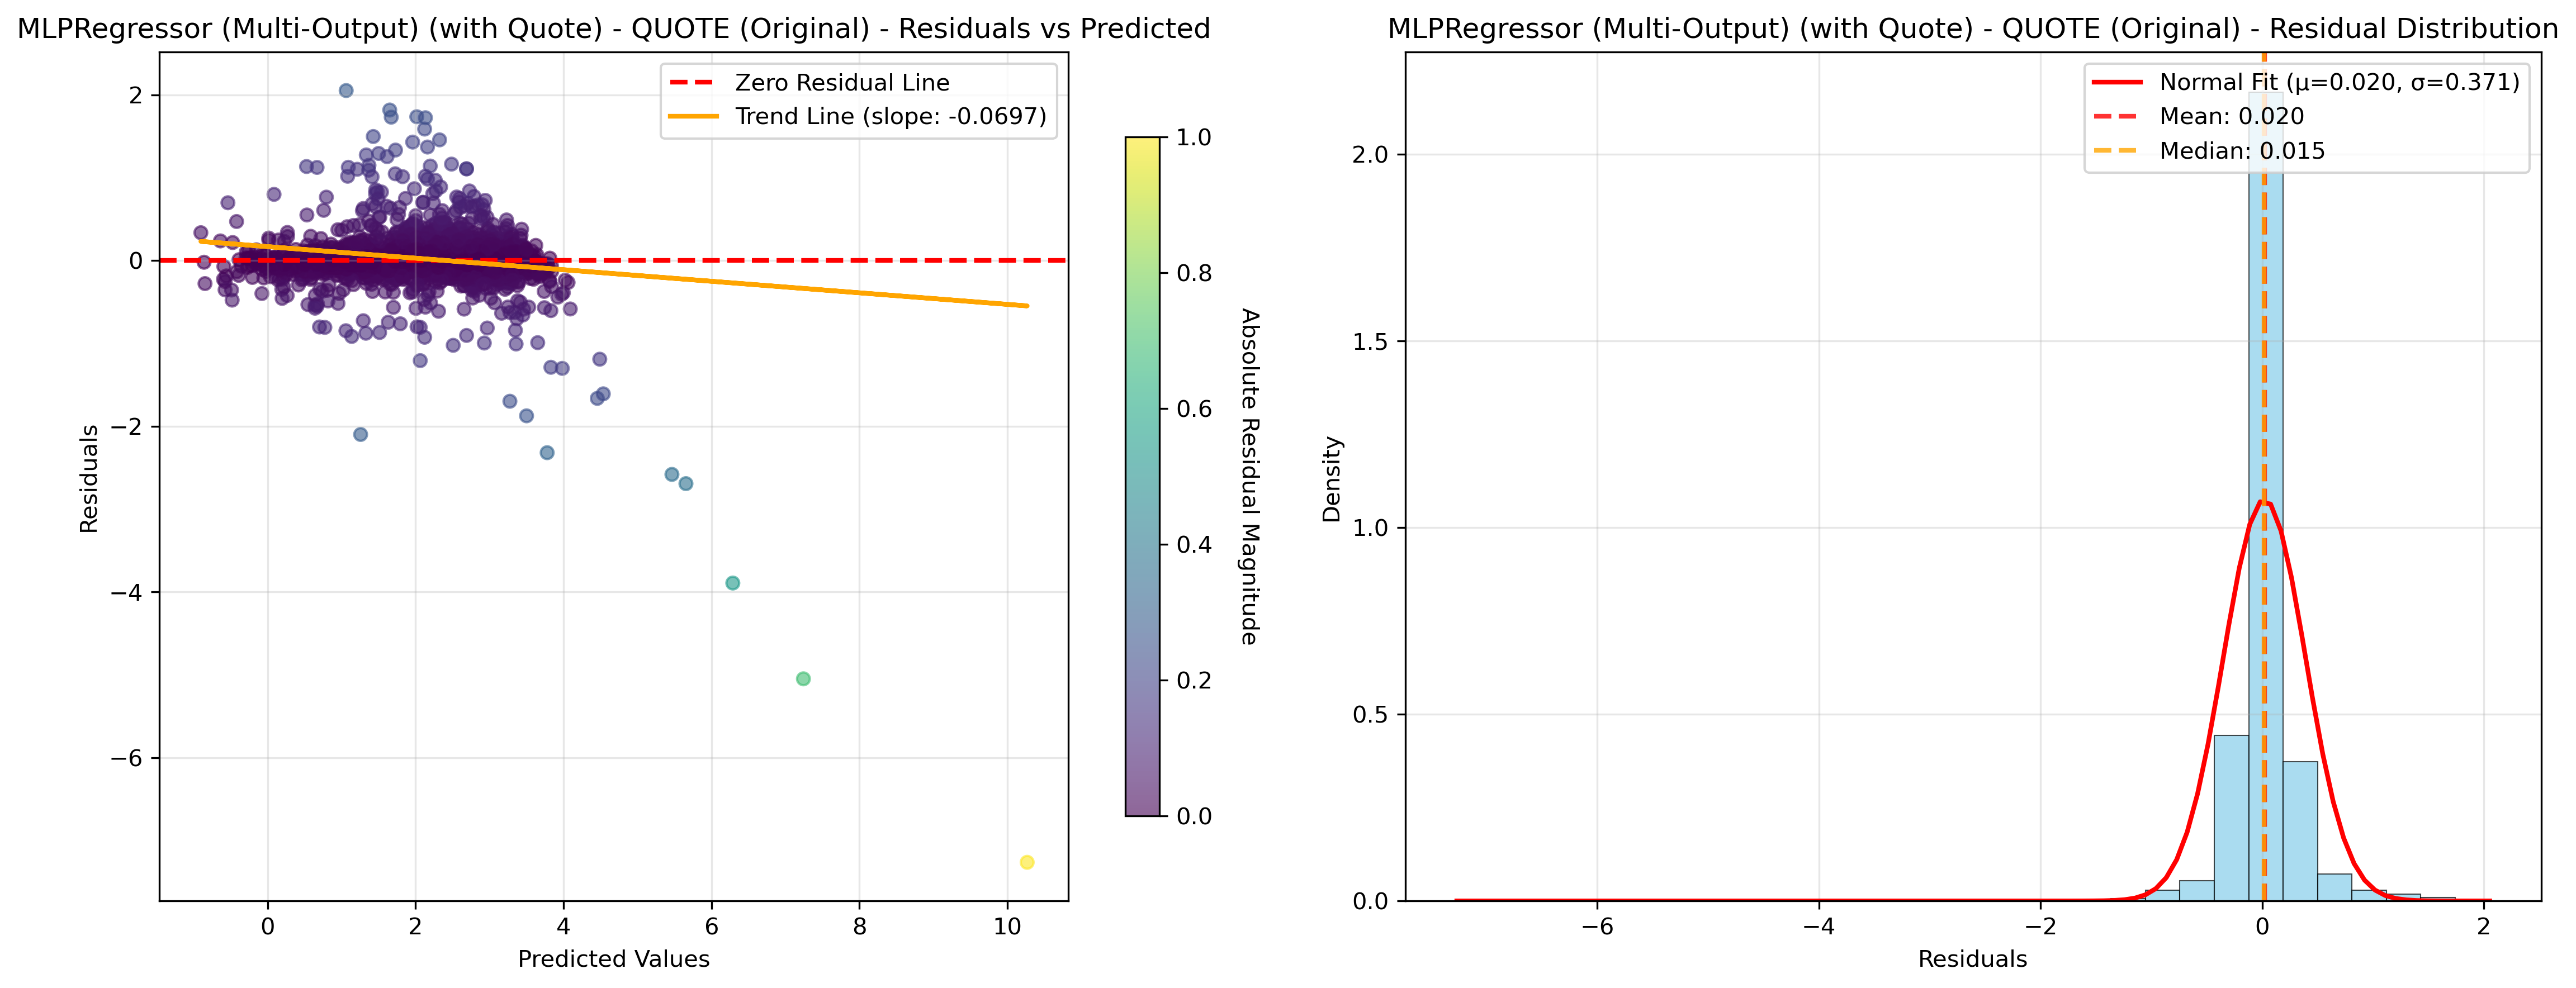 MLPRegressor (Multi-Output) (with Quote) - QUOTE (Original) - Residuals vs Predicted
Zero Residual Line
Trend Line (slope: -0.0697)
2
0
−2
−4
−6
Residuals
0
2
4
6
8
10
Predicted Values
1.0
0.8
0.6
0.4
0.2
0.0
Absolute Residual Magnitude
MLPRegressor (Multi-Output) (with Quote) - QUOTE (Original) - Residual Distribution
Normal Fit (μ=0.020, σ=0.371)
Mean: 0.020
Median: 0.015
2.0
1.5
1.0
0.5
0.0
Density
−6
−4
−2
0
2
Residuals